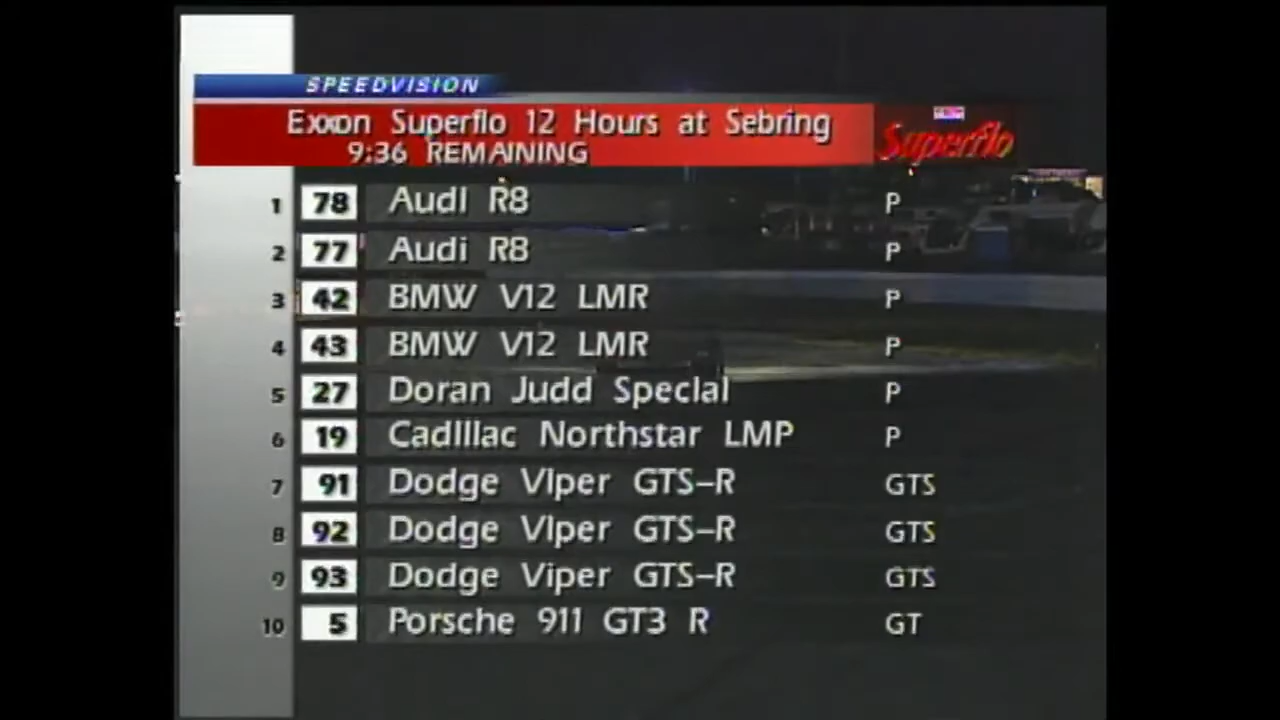 SPEEDVISION
Exxon Superflo 12 Hours at Sebring
Superflo
9:36 REMAINING
1 78 Audi R8 P
2 77 Audi R8 P
3 42 BMW V12 LMR P
4 43 BMW V12 LMR P
5 27 Doran Judd Special P
6 19 Cadillac Northstar LMP P
7 91 Dodge Viper GTS-R GTS
8 92 Dodge Viper GTS-R GTS
9 93 Dodge Viper GTS-R GTS
10 5 Porsche 911 GT3 R GT